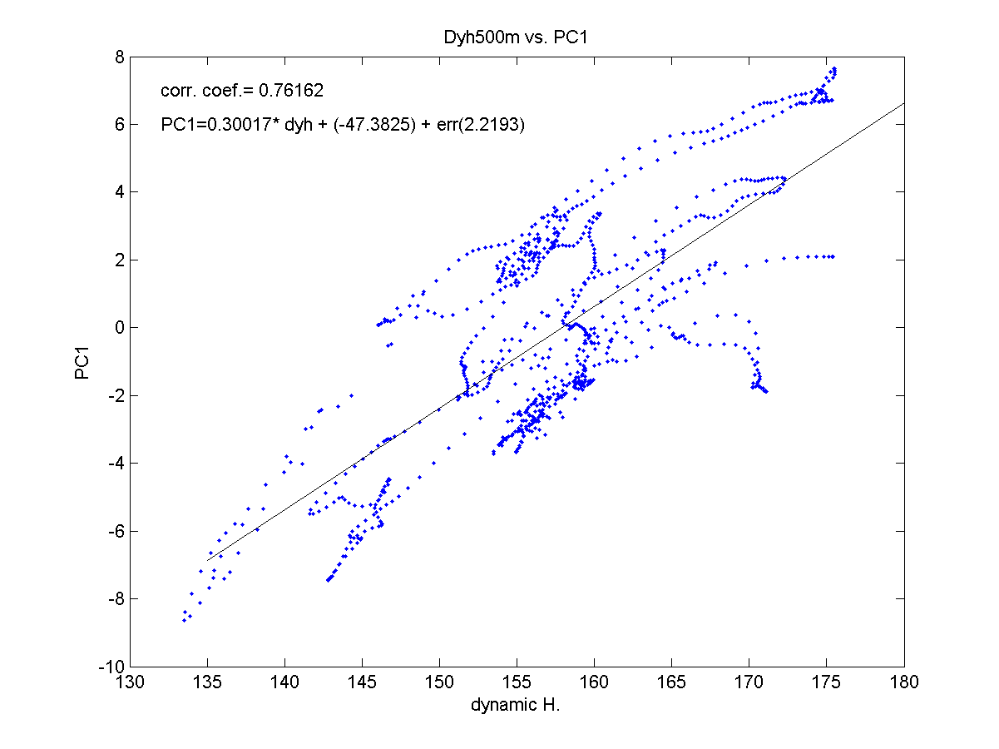 Dyh500m vs. PC1
corr. coef.= 0.76162
PC1=0.30017* dyh + (-47.3825) + err(2.2193)
8
6
4
2
0
-2
-4
-6
-8
-10
PC1
130 135 140 145 150 155 160 165 170 175 180
dynamic H.